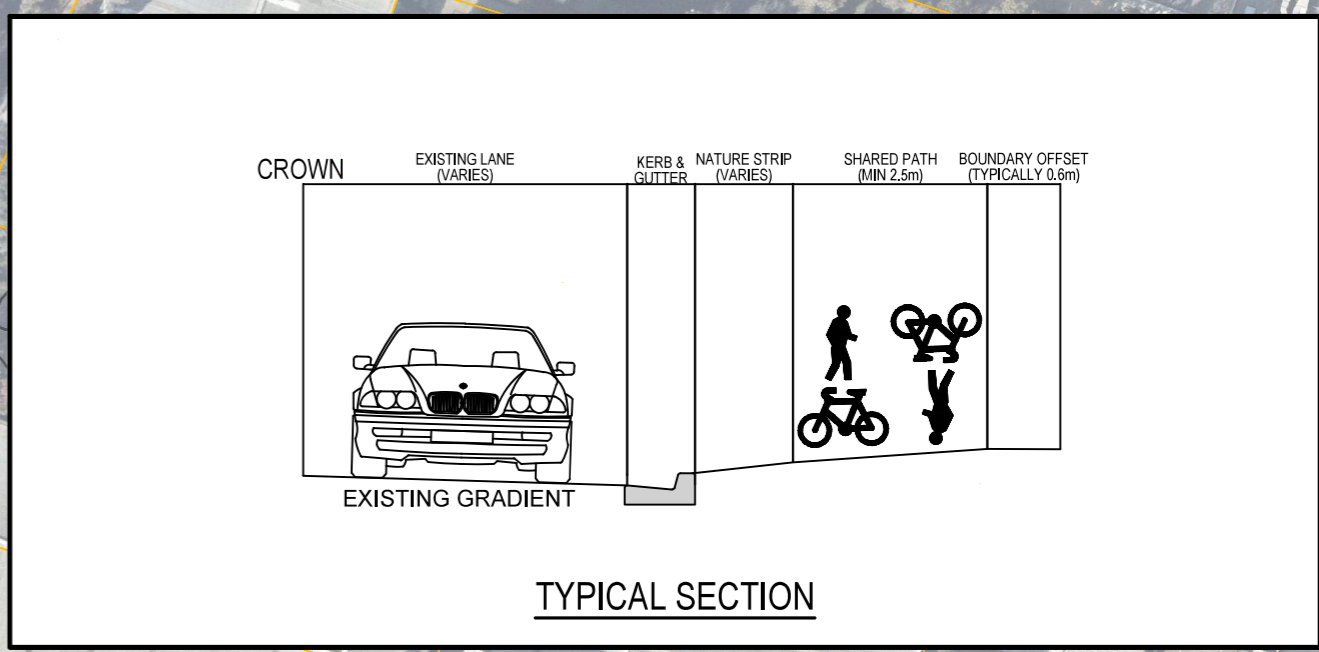 CROWN
EXISTING LANE
(VARIES)
KERB &
GUTTER
NATURE STRIP
(VARIES)
SHARED PATH
(MIN 2.5m)
BOUNDARY OFFSET
(TYPICALLY 0.6m)
EXISTING GRADIENT
TYPICAL SECTION